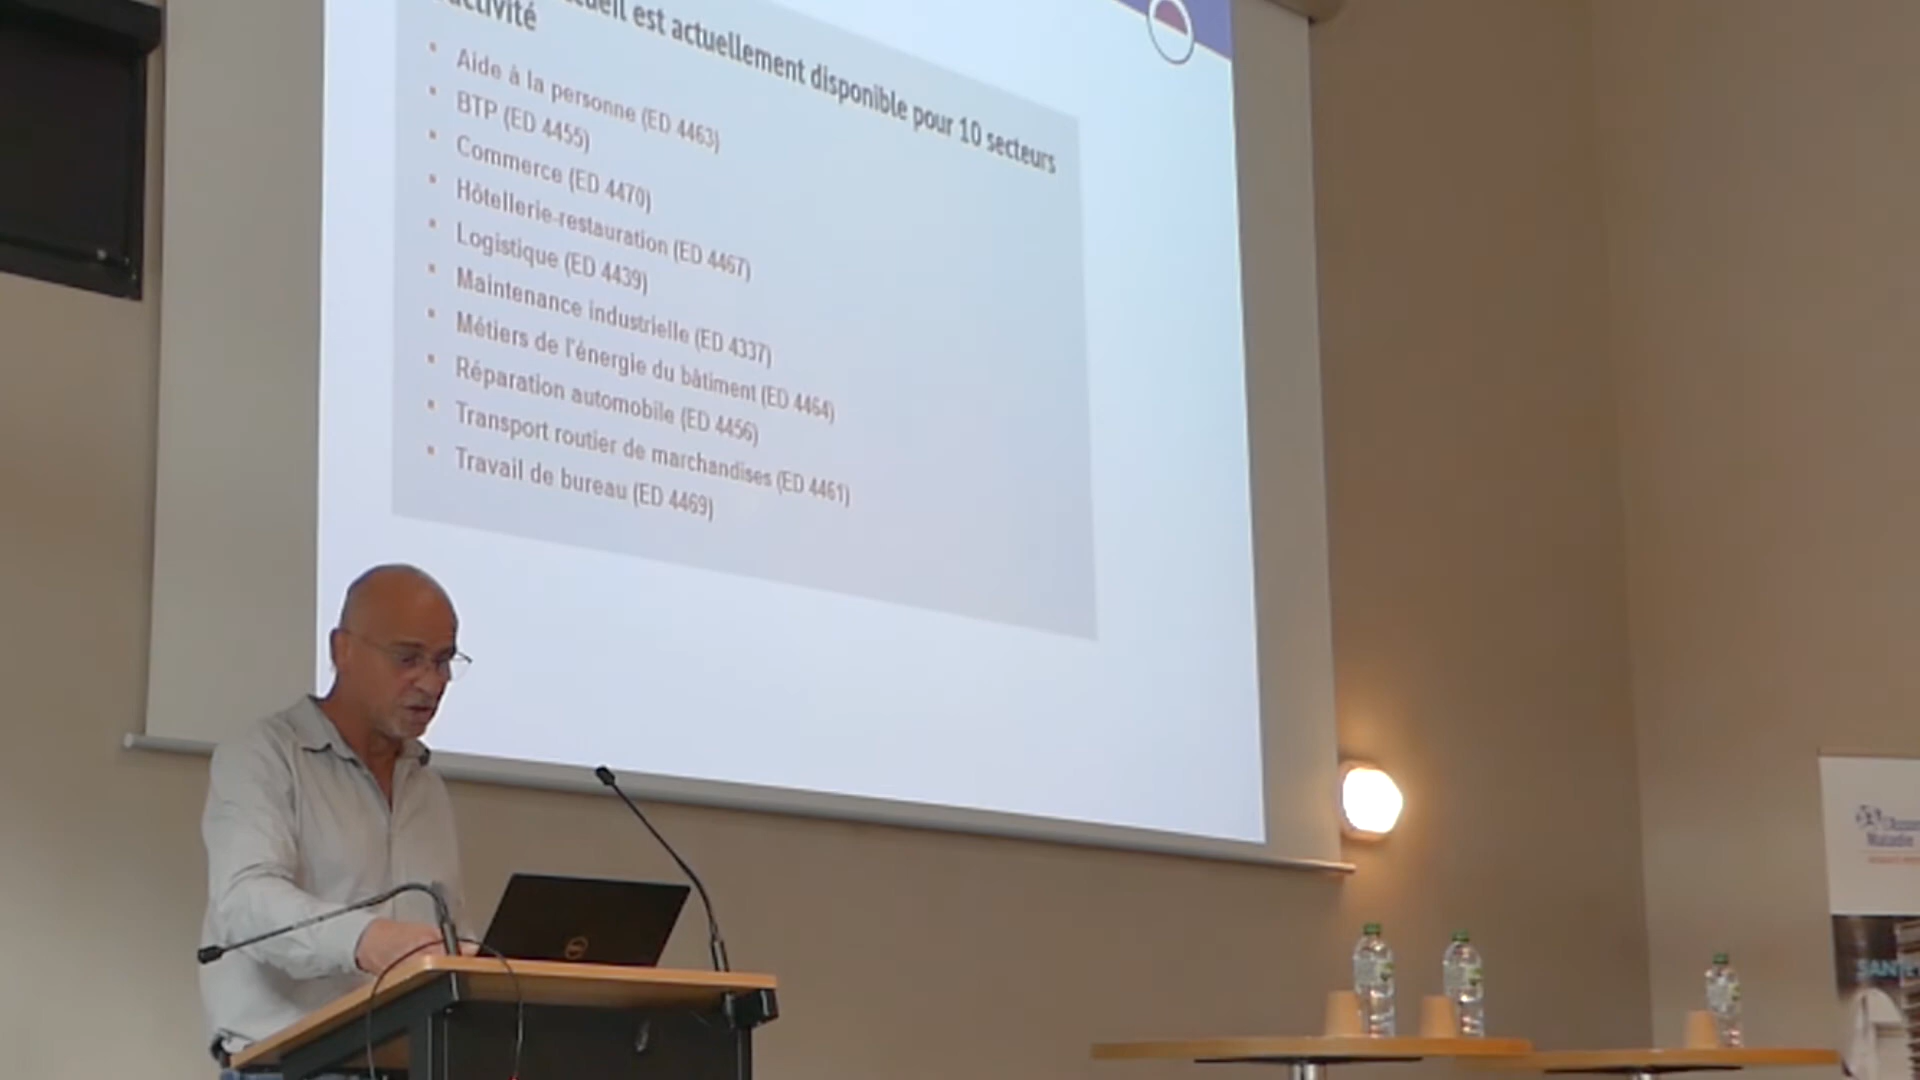 est actuellement disponible pour 10 secteurs
Aide à la personne (ED 4463)
BTP (ED 4455)
Commerce (ED 4470)
Hôtellerie-restauration (ED 4467)
Logistique (ED 4439)
Maintenance industrielle (ED 4337)
Métiers de l'énergie du bâtiment (ED 4464)
Réparation automobile (ED 4456)
Transport routier de marchandises (ED 4461)
Travail de bureau (ED 4469)
DELL
Maladie